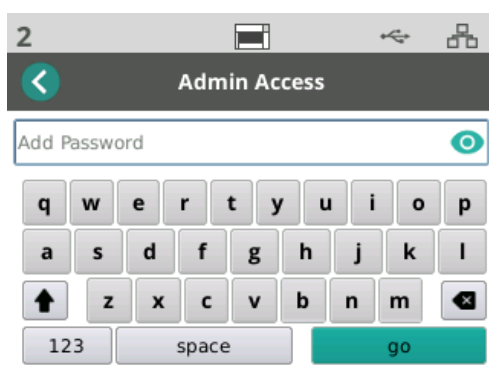 2
Admin Access
Add Password
q w e r t y u i o p
a s d f g h j k l
z x c v b n m
123 space go